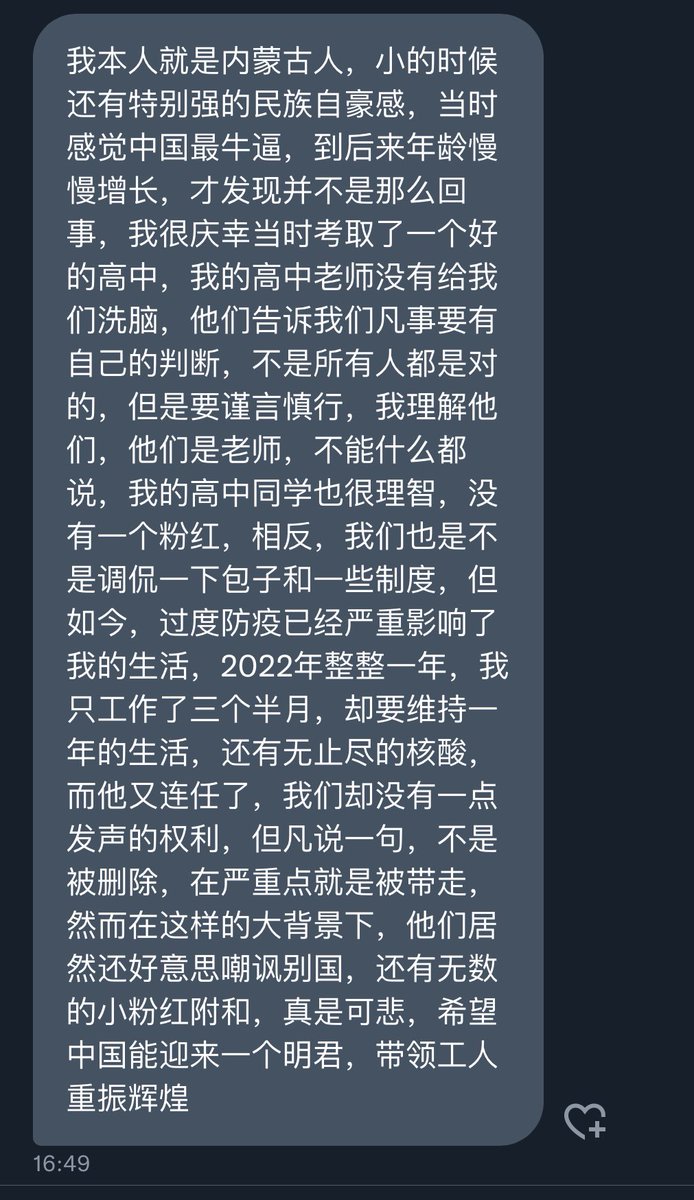 我本人就是内蒙古人，小的时候
还有特别强的民族自豪感，当时
感觉中国最牛逼，到后来年龄慢
慢增长，才发现并不是那么回
事，我很庆幸当时考取了一个好
的高中，我的高中老师没有给我
们洗脑，他们告诉我们凡事要有
自己的判断，不是所有人都是对
的，但是要谨言慎行，我理解他
们，他们是老师，不能什么都
说，我的高中同学也很理智，没
有一个粉红，相反，我们也是不
是调侃一下包子和一些制度，但
如今，过度防疫已经严重影响了
我的生活，2022年整整一年，我
只工作了三个半月，却要维持一
年的生活，还有无止尽的核酸，
而他又连任了，我们却没有一点
发声的权利，但凡说一句，不是
被删除，在严重点就是被带走，
然而在这样的大背景下，他们居
然还好意思嘲讽别国，还有无数
的小粉红附和，真是可悲，希望
中国能迎来一个明君，带领工人
重振辉煌
16:49